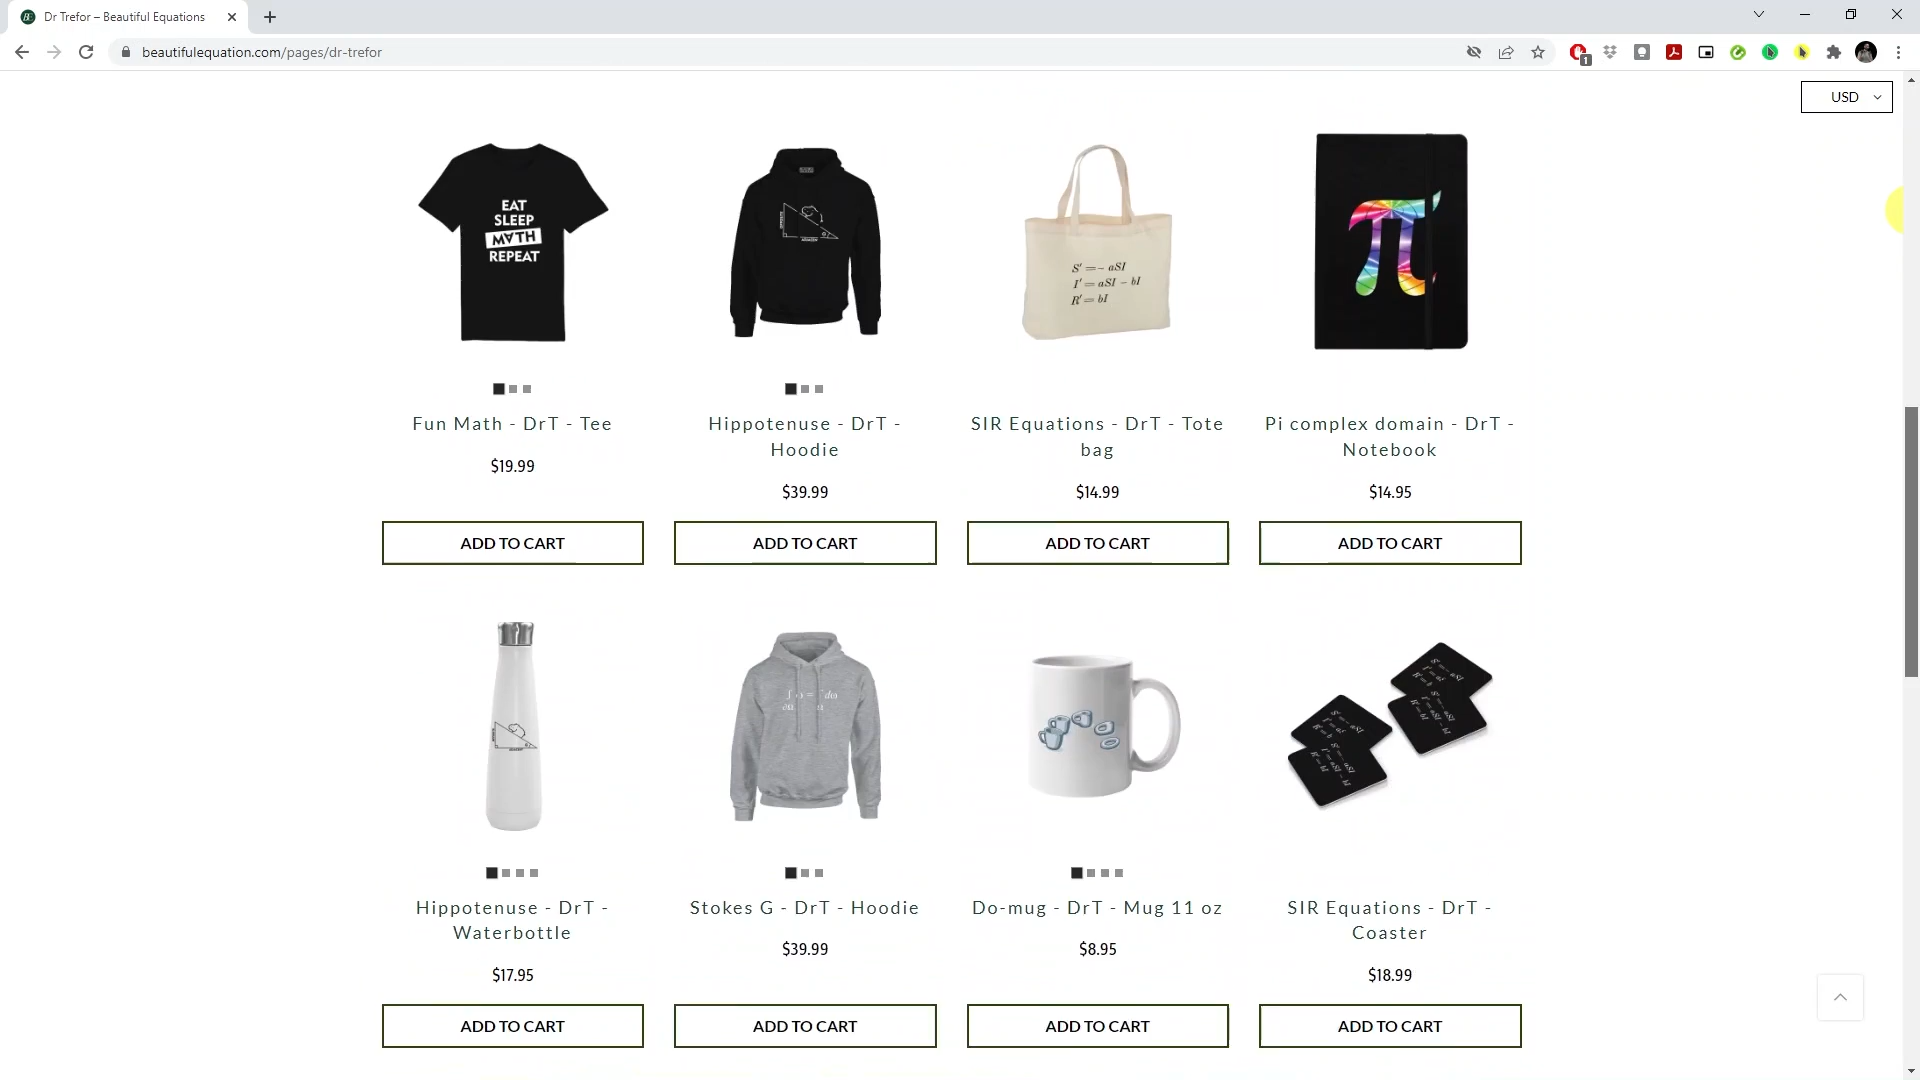 Dr Trefor – Beautiful Equations
beautifulequation.com/pages/dr-trefor
1
USD
EAT
SLEEP
M∀TH
REPEAT
S' = – aSI
I' = aSI – bI
R' = bI
π
Fun Math - DrT - Tee
$19.99
ADD TO CART
Hippotenuse - DrT -
Hoodie
$39.99
ADD TO CART
SIR Equations - DrT - Tote
bag
$14.99
ADD TO CART
Pi complex domain - DrT -
Notebook
$14.95
ADD TO CART
Hippotenuse - DrT -
Waterbottle
$17.95
ADD TO CART
Stokes G - DrT - Hoodie
$39.99
ADD TO CART
Do-mug - DrT - Mug 11 oz
$8.95
ADD TO CART
SIR Equations - DrT -
Coaster
$18.99
ADD TO CART